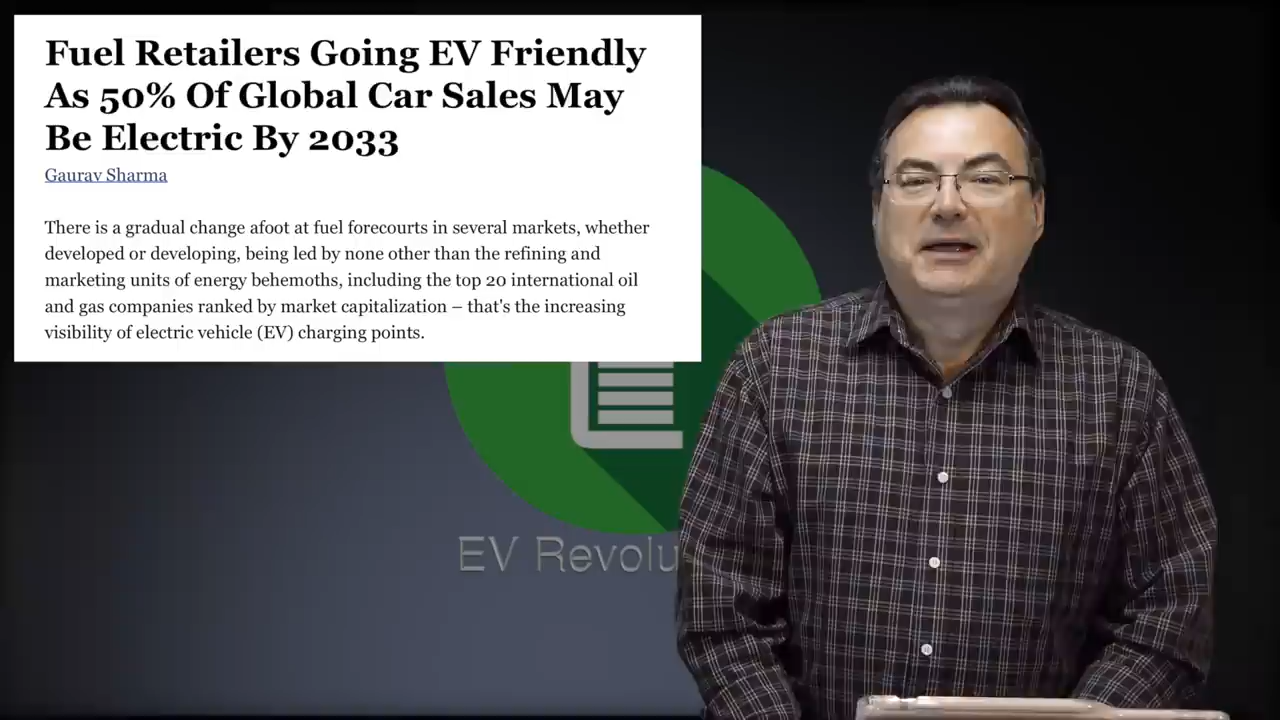 Fuel Retailers Going EV Friendly
As 50% Of Global Car Sales May
Be Electric By 2033
Gaurav Sharma
There is a gradual change afoot at fuel forecourts in several markets, whether
developed or developing, being led by none other than the refining and
marketing units of energy behemoths, including the top 20 international oil
and gas companies ranked by market capitalization – that's the increasing
visibility of electric vehicle (EV) charging points.
EV Revolu